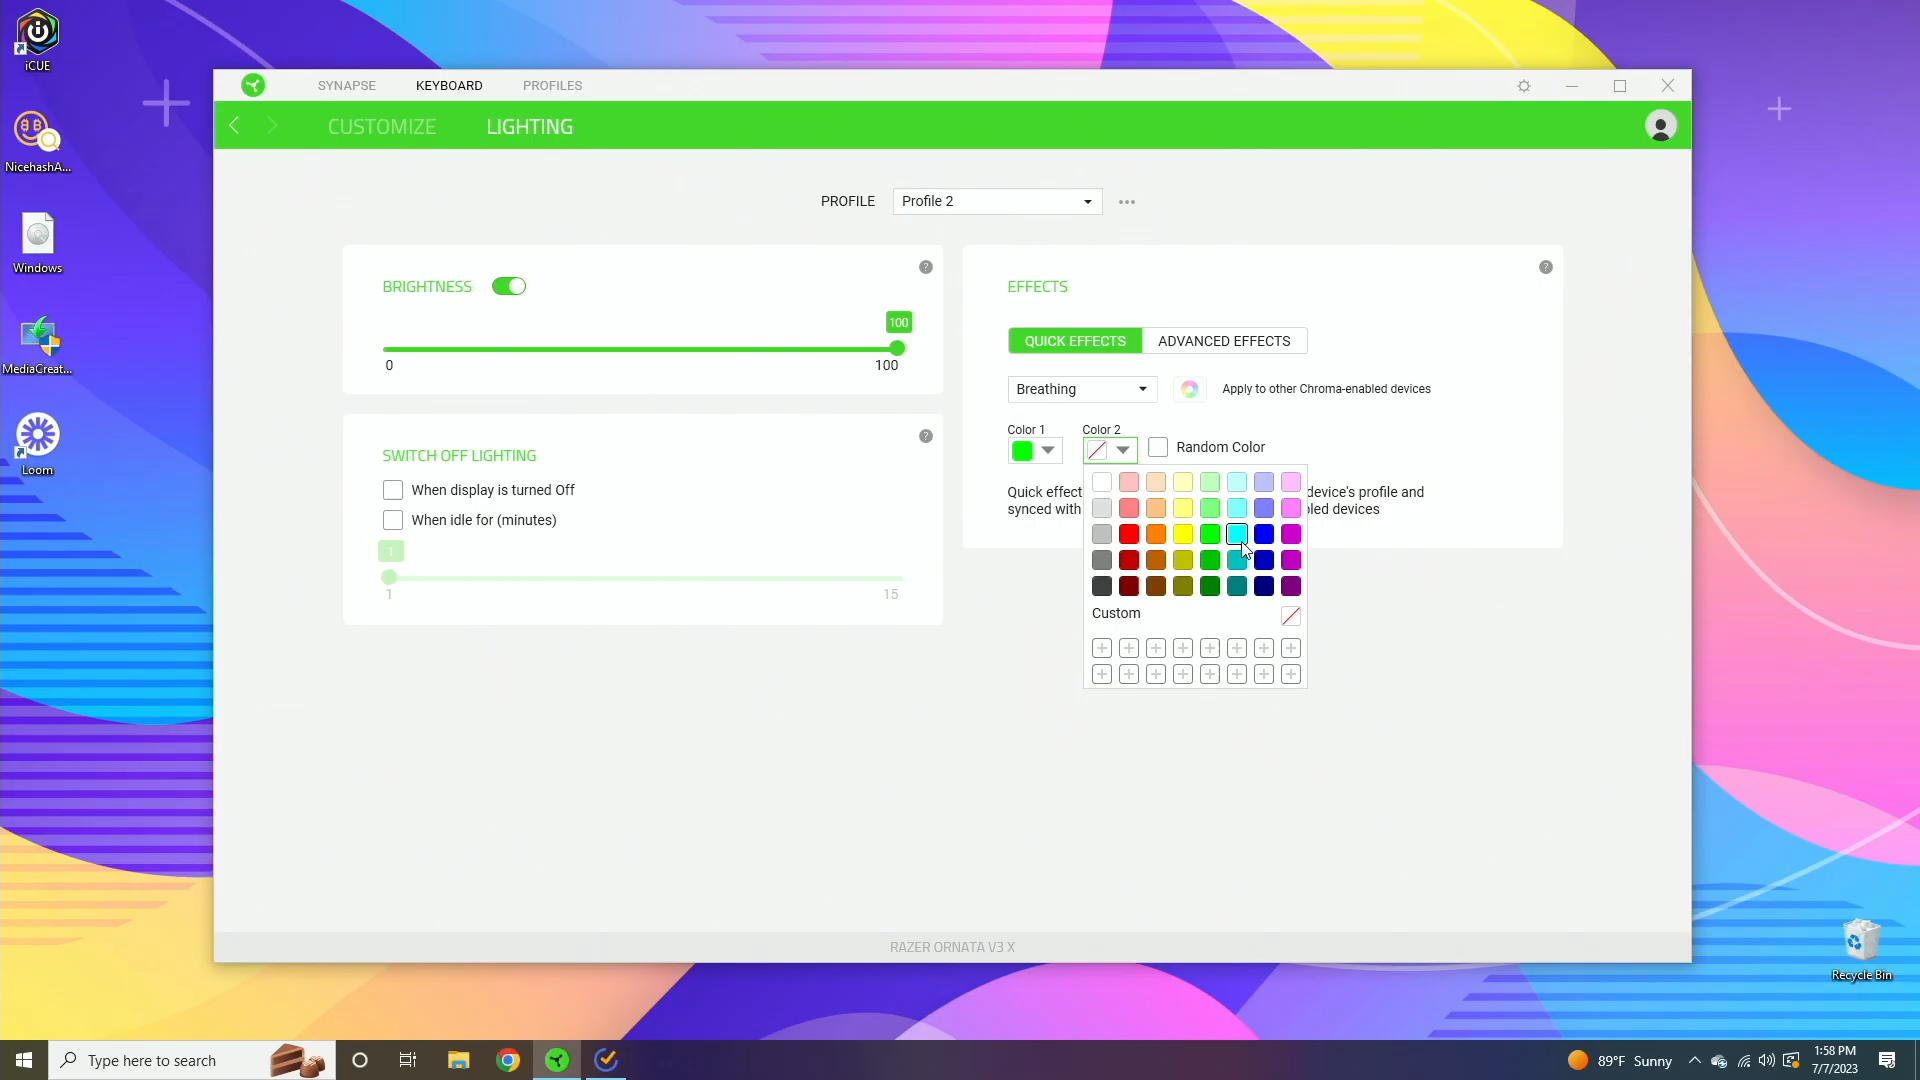 iCUE
NicehashA...
Windows
MediaCreat...
Loom
SYNAPSE KEYBOARD PROFILES
CUSTOMIZE LIGHTING
PROFILE Profile 2
BRIGHTNESS
100
0 100
SWITCH OFF LIGHTING
When display is turned Off
When idle for (minutes)
1
1 15
EFFECTS
QUICK EFFECTS ADVANCED EFFECTS
Breathing Apply to other Chroma-enabled devices
Color 1 Color 2
Random Color
Quick effect device's profile and
synced with bled devices
Custom
RAZER ORNATA V3 X
Recycle Bin
Type here to search
89°F Sunny
1:58 PM
7/7/2023